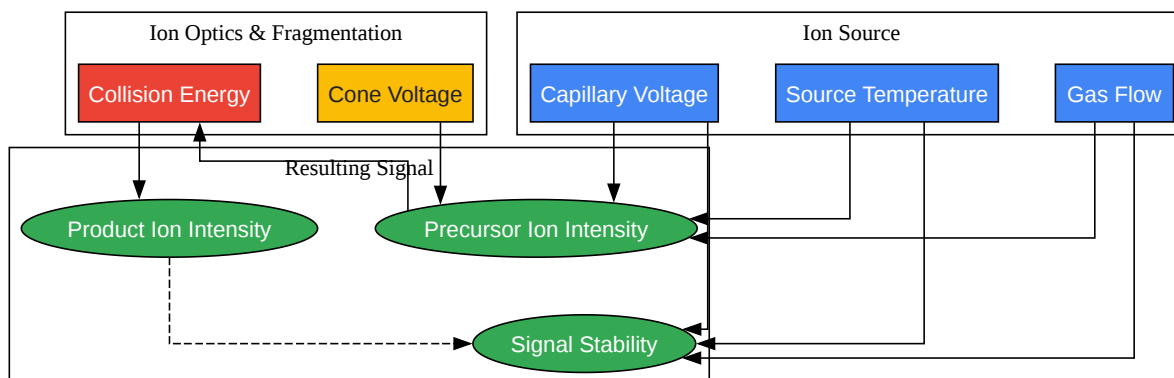 Ion Optics & Fragmentation
Ion Source
Collision Energy
Cone Voltage
Capillary Voltage
Source Temperature
Gas Flow
Resulting Signal
Product Ion Intensity
Precursor Ion Intensity
Signal Stability